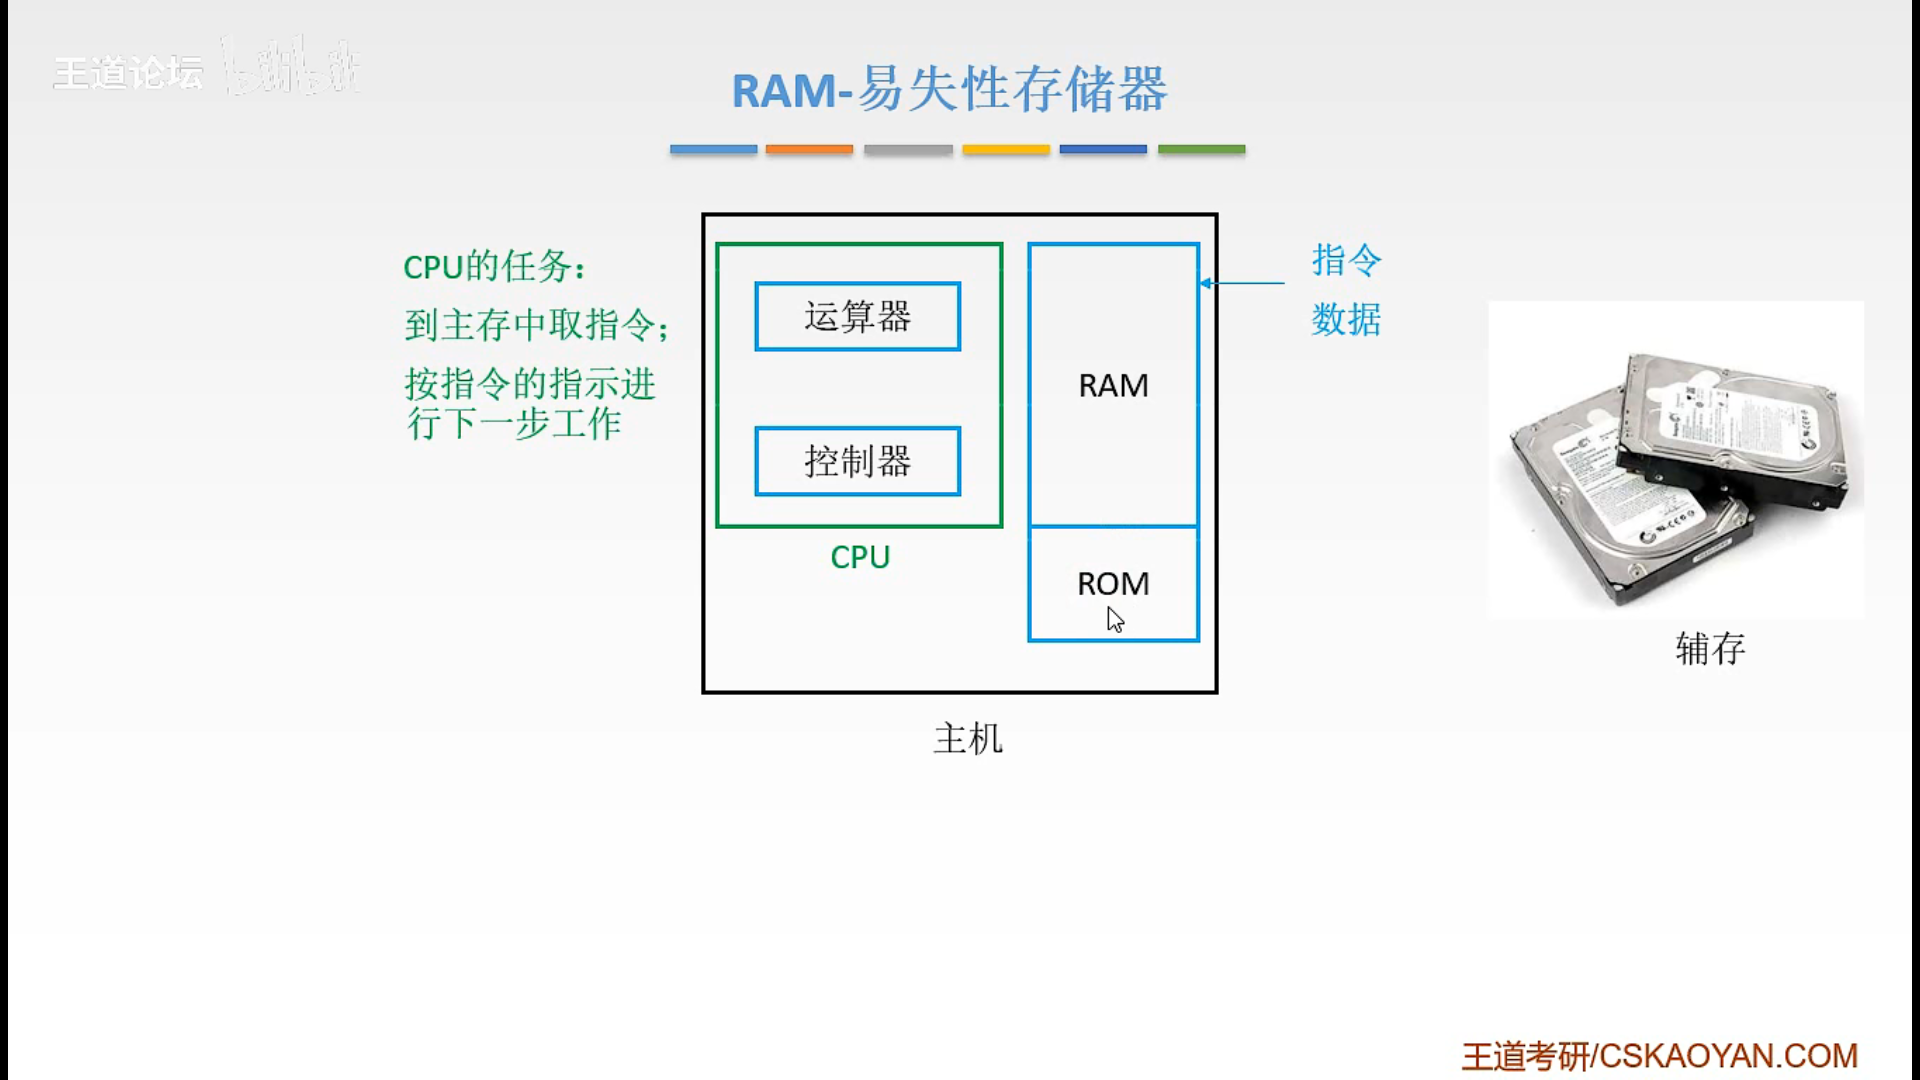 王道论坛 bilibili
RAM-易失性存储器
CPU的任务：
到主存中取指令；
按指令的指示进
行下一步工作
运算器
控制器
CPU
RAM
ROM
指令
数据
主机
辅存
王道考研/CSKAOYAN.COM